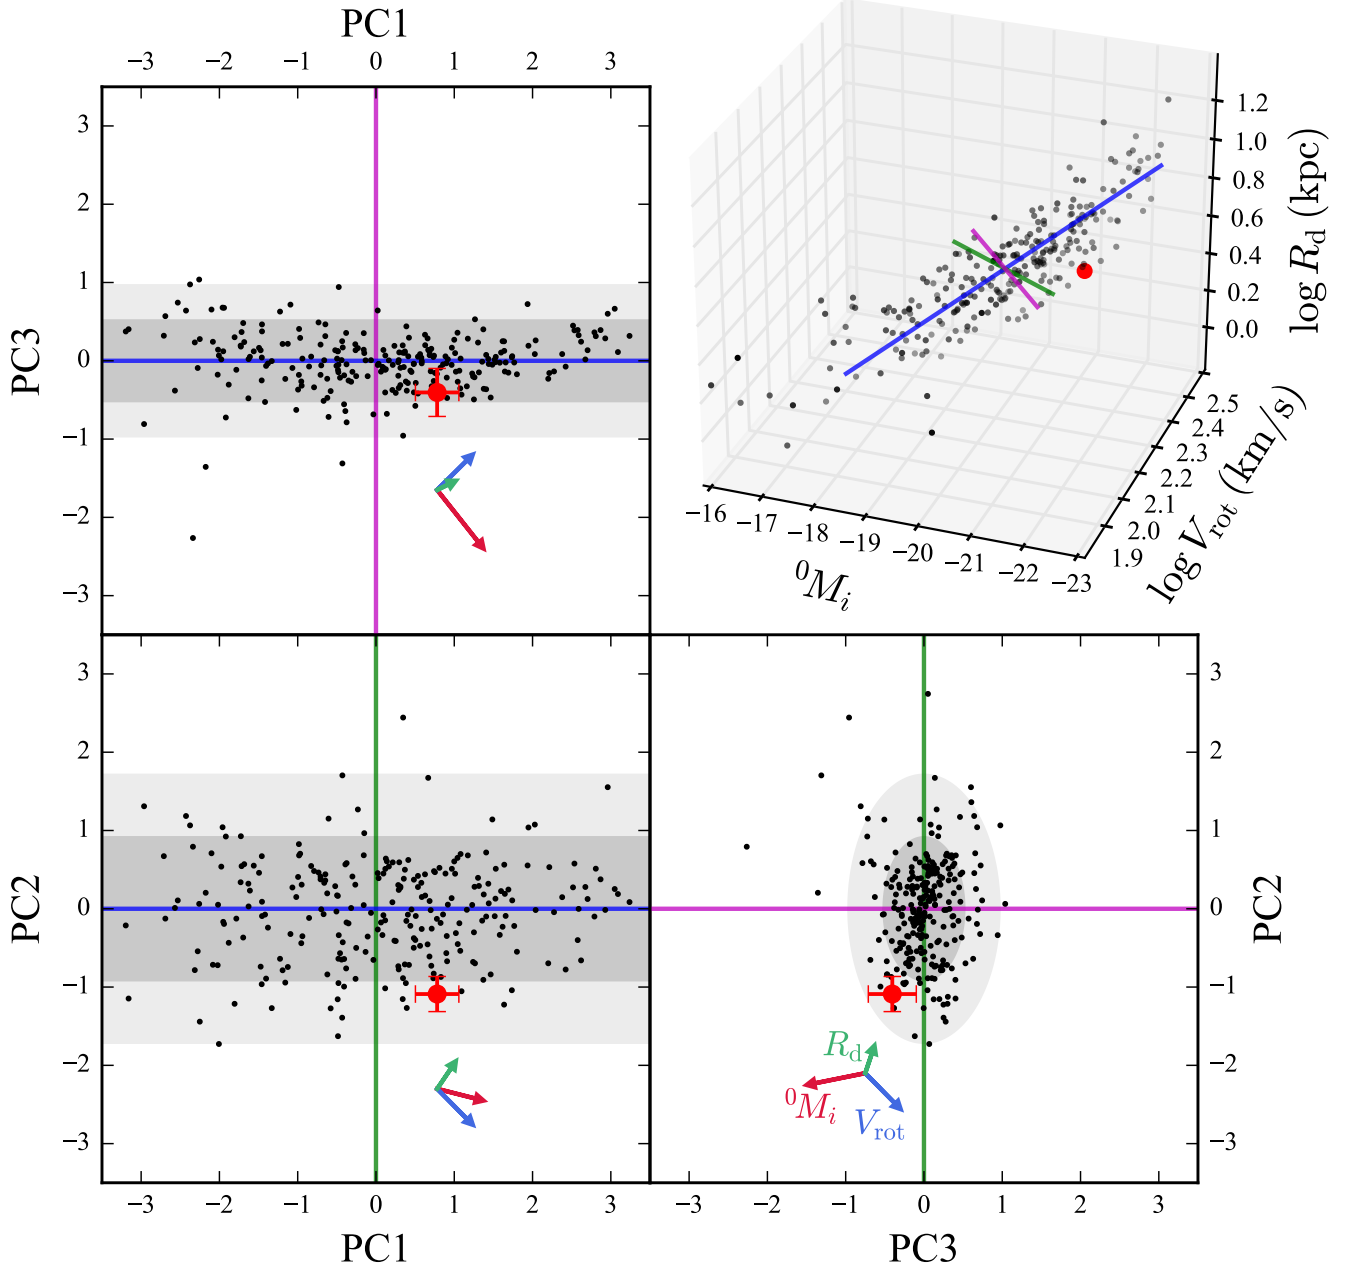 PC1
−3 −2 −1 0 1 2 3
3
2
1
0
−1
−2
−3
PC3
1.2
1.0
0.8
0.6
0.4
0.2
0.0
log R_d (kpc)
2.5
2.4
2.3
2.2
2.1
2.0
1.9
log V_rot (km/s)
−16 −17 −18 −19 −20 −21 −22 −23
⁰M_i
3
2
1
0
−1
−2
−3
PC2
−3 −2 −1 0 1 2 3
PC1
3
2
1
0
−1
−2
−3
PC2
R_d
⁰M_i
V_rot
−3 −2 −1 0 1 2 3
PC3